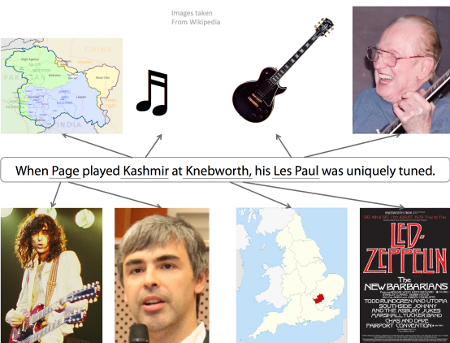 Images taken
From Wikipedia
CHINA
INDIA
When Page played Kashmir at Knebworth, his Les Paul was uniquely tuned.
LED-
ZEPPELIN
The
NEW BARBARIANS
TODD RUNDGREN AND UTOPIA
SOUTHSIDE JOHNNY
AND THE ASBURY JUKES
MARSHALL TUCKER BAND
CHAS AND DAVE
FAIRPORT CONVENTION